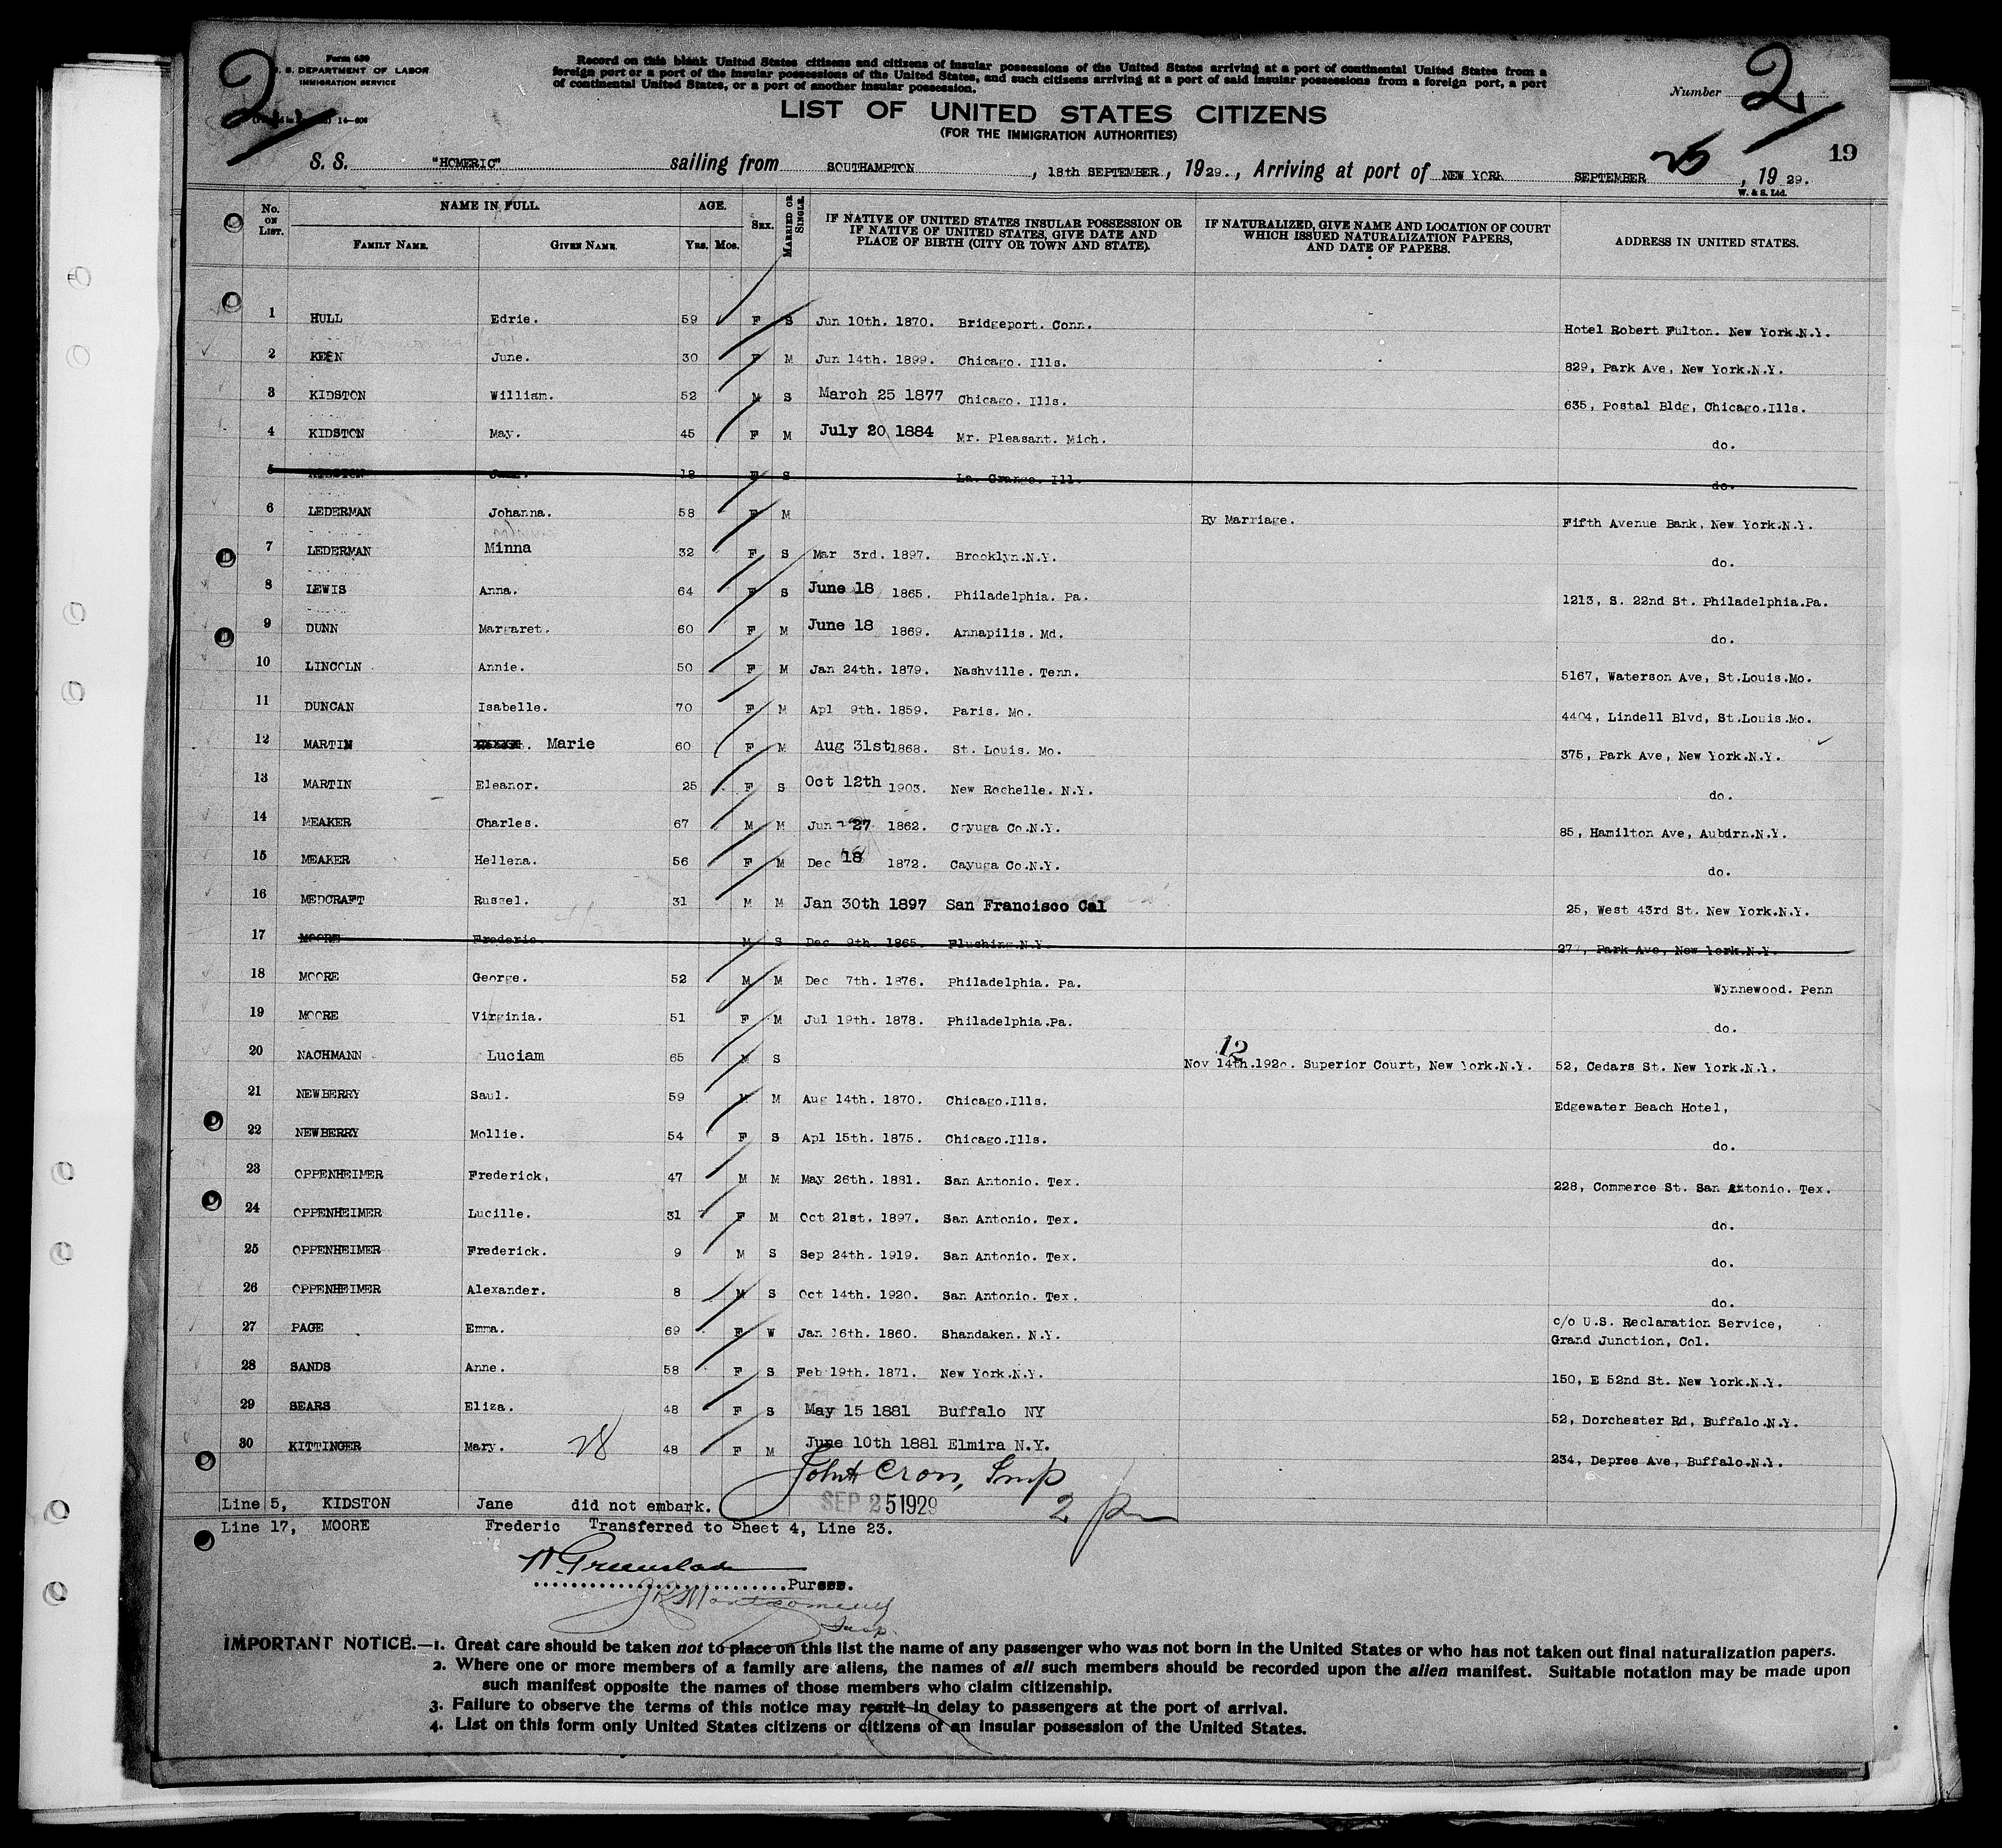 2
Form 630
U. S. DEPARTMENT OF LABOR
IMMIGRATION SERVICE
14—606
Record on this blank United States citizens and citizens of insular possessions of the United States arriving at a port of continental United States from a
foreign port or a port of the insular possessions of the United States, and such citizens arriving at a port of said insular possessions from a foreign port, a port
of continental United States, or a port of another insular possession.
LIST OF UNITED STATES CITIZENS
(FOR THE IMMIGRATION AUTHORITIES)
Number 2
19
S. S. "HOMERIC" sailing from SOUTHAMPTON, 18th SEPTEMBER, 1929., Arriving at port of NEW YORK SEPTEMBER 25, 1929.
W. & S. Ltd.
No. ON LIST. NAME IN FULL. FAMILY NAME. GIVEN NAME. AGE. Yrs. Mos. SEX. MARRIED OR SINGLE. IF NATIVE OF UNITED STATES INSULAR POSSESSION OR IF NATIVE OF UNITED STATES, GIVE DATE AND PLACE OF BIRTH (CITY OR TOWN AND STATE). IF NATURALIZED, GIVE NAME AND LOCATION OF COURT WHICH ISSUED NATURALIZATION PAPERS, AND DATE OF PAPERS. ADDRESS IN UNITED STATES.
1 HULL Edrie. 59 F S Jun 10th. 1870. Bridgeport. Conn. Hotel Robert Fulton. New York.N.Y.
2 KEEN June. 30 F M Jun 14th. 1899. Chicago. Ills. 829, Park Ave, New York.N.Y.
3 KIDSTON William. 52 M S March 25 1877 Chicago. Ills. 635, Postal Bldg, Chicago.Ills.
4 KIDSTON May. 45 F M July 20 1884 Mr. Pleasant. Mich. do.
5 KIDSTON 18 F S La. Grange. Ill. do.
6 LEDERMAN Johanna. 58 F M By Marriage. Fifth Avenue Bank, New York.N.Y.
7 LEDERMAN Minna 32 F S Mar 3rd. 1897. Brooklyn.N.Y. do.
8 LEWIS Anna. 64 F S June 18 1865. Philadelphia. Pa. 1213, S. 22nd St. Philadelphia.Pa.
9 DUNN Margaret. 60 F M June 18 1869. Annapilis. Md. do.
10 LINCOLN Annie. 50 F M Jan 24th. 1879. Nashville. Tenn. 5167, Waterson Ave, St.Louis.Mo.
11 DUNCAN Isabelle. 70 F M Apl 9th. 1859. Paris. Mo. 4404, Lindell Blvd, St.Louis.Mo.
12 MARTIN Marie 60 F M Aug 31st 1868. St. Louis. Mo. 375, Park Ave, New York.N.Y.
13 MARTIN Eleanor. 25 F S Oct 12th 1903. New Rochelle. N.Y. do.
14 MEAKER Charles. 67 M M Jun 27 1862. Cayuga Co.N.Y. 85, Hamilton Ave, Aubdrn.N.Y.
15 MEAKER Hellena. 56 F M Dec 18 1872. Cayuga Co.N.Y. do.
16 MEDCRAFT Russel. 31 M M Jan 30th 1897 San Francisco Cal 25, West 43rd St. New York.N.Y.
17 MOORE Frederic. M S Dec 9th. 1865. Flushing.N.Y. 277, Park Ave, New York.N.Y.
18 MOORE George. 52 M M Dec 7th. 1876. Philadelphia. Pa. Wynnewood. Penn
19 MOORE Virginia. 51 F M Jul 19th. 1878. Philadelphia.Pa. do.
20 NACHMANN Luciam 65 M S 12 Nov 14th.1920. Superior Court, New York.N.Y. 52, Cedars St. New York.N.Y.
21 NEWBERRY Saul. 59 M M Aug 14th. 1870. Chicago.Ills. Edgewater Beach Hotel,
22 NEWBERRY Mollie. 54 F S Apl 15th. 1875. Chicago.Ills. do.
23 OPPENHEIMER Frederick, 47 M M May 26th. 1881. San Antonio. Tex. 228, Commerce St. San Antonio. Tex.
24 OPPENHEIMER Lucille. 31 F M Oct 21st. 1897. San Antonio. Tex. do.
25 OPPENHEIMER Frederick. 9 M S Sep 24th. 1919. San Antonio. Tex. do.
26 OPPENHEIMER Alexander. 8 M S Oct 14th. 1920. San Antonio. Tex. do.
27 PAGE Emma. 69 F W Jan 16th. 1860. Shandaken. N.Y. c/o U.S. Reclamation Service,
Grand Junction, Col.
28 SANDS Anne. 58 F S Feb 19th. 1871. New York.N.Y. 150, E 52nd St. New York.N.Y.
29 SEARS Eliza. 48 F S May 15 1881 Buffalo NY 52, Dorchester Rd, Buffalo.N.Y.
30 KITTINGER Mary. 28 48 F M June 10th 1881 Elmira N.Y. 234, Depree Ave, Buffalo.N.Y.
John Cron, Insp
Line 5, KIDSTON Jane did not embark. SEP 25 1929 2 pm
Line 17, MOORE Frederic Transferred to Sheet 4, Line 23.
W. Greenslade
Purser.
JKS Montgomery
Insp.
IMPORTANT NOTICE.—1. Great care should be taken not to place on this list the name of any passenger who was not born in the United States or who has not taken out final naturalization papers.
2. Where one or more members of a family are aliens, the names of all such members should be recorded upon the alien manifest. Suitable notation may be made upon
such manifest opposite the names of those members who claim citizenship.
3. Failure to observe the terms of this notice may result in delay to passengers at the port of arrival.
4. List on this form only United States citizens or citizens of an insular possession of the United States.